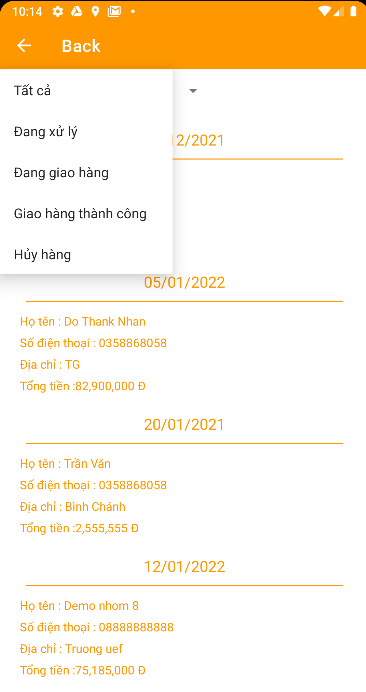 10:14
Back
Tất cả
Đang xử lý
12/2021
Đang giao hàng
Giao hàng thành công
Hủy hàng
05/01/2022
Họ tên : Do Thank Nhan
Số điện thoại : 0358868058
Địa chỉ : TG
Tổng tiền :82,900,000 Đ
20/01/2021
Họ tên : Trần Văn
Số điện thoại : 0358868058
Địa chỉ : Bình Chánh
Tổng tiền :2,555,555 Đ
12/01/2022
Họ tên : Demo nhom 8
Số điện thoại : 08888888888
Địa chỉ : Truong uef
Tổng tiền :75,185,000 Đ